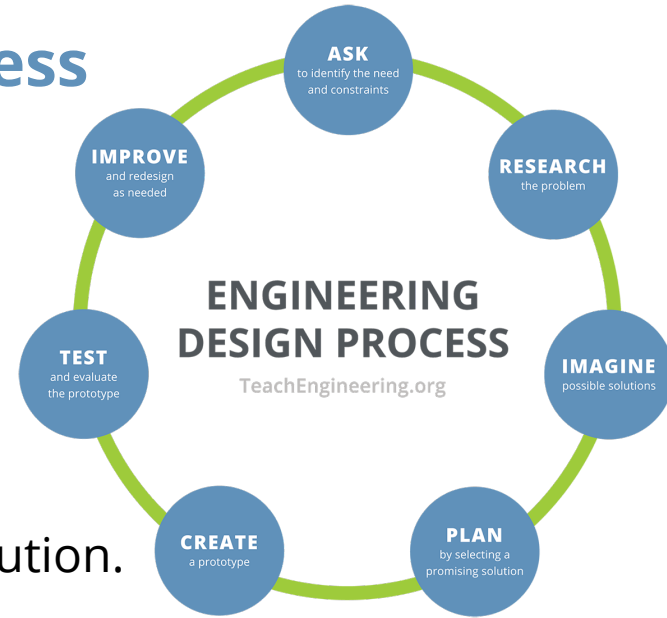 ess
ASK
to identify the need
and constraints
RESEARCH
the problem
IMAGINE
possible solutions
PLAN
by selecting a
promising solution
CREATE
a prototype
TEST
and evaluate
the prototype
IMPROVE
and redesign
as needed
ENGINEERING
DESIGN PROCESS
TeachEngineering.org
ution.